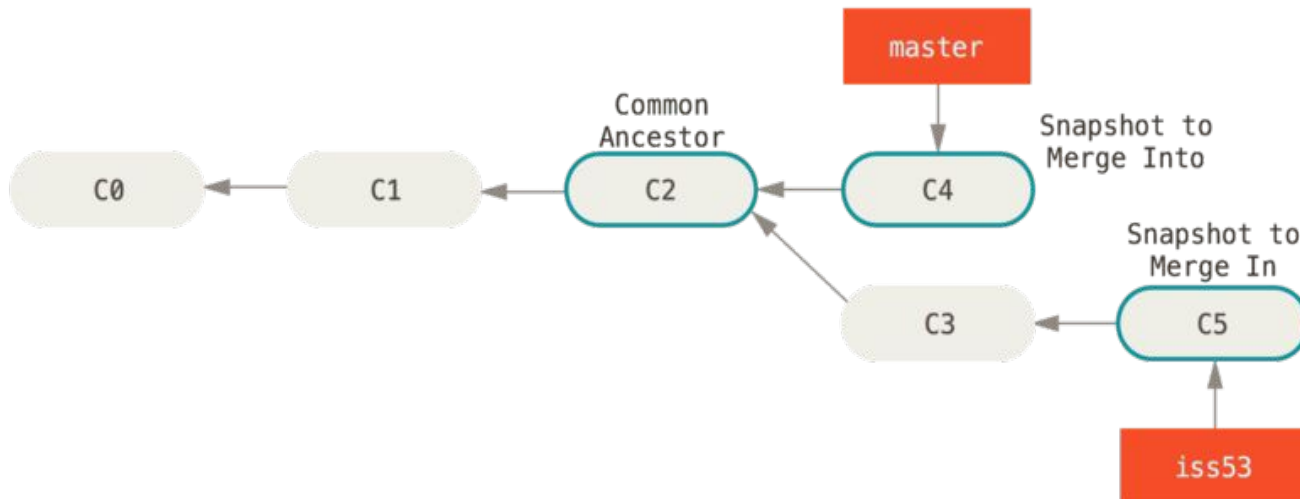 master
Common
Ancestor
Snapshot to
Merge Into
C0
C1
C2
C4
Snapshot to
Merge In
C3
C5
iss53